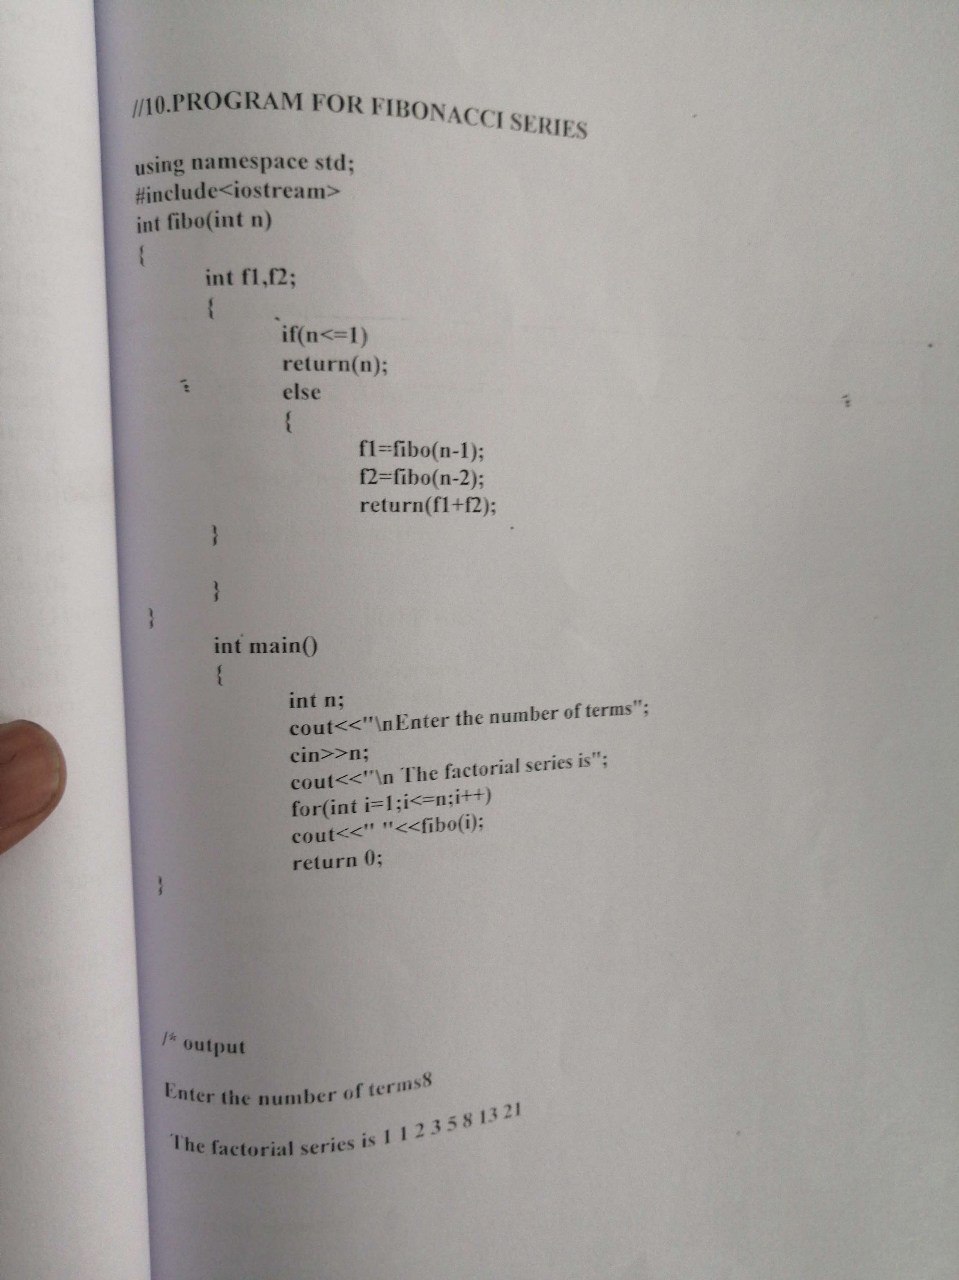 //10.PROGRAM FOR FIBONACCI SERIES
using namespace std;
#include<iostream>
int fibo(int n)
{
int f1,f2;
{
if(n<=1)
return(n);
else
{
f1=fibo(n-1);
f2=fibo(n-2);
return(f1+f2);
}
}
}
int main()
{
int n;
cout<<"\nEnter the number of terms";
cin>>n;
cout<<"\n The factorial series is";
for(int i=1;i<=n;i++)
cout<<" "<<fibo(i);
return 0;
}
/* output
Enter the number of terms8
The factorial series is 1 1 2 3 5 8 13 21